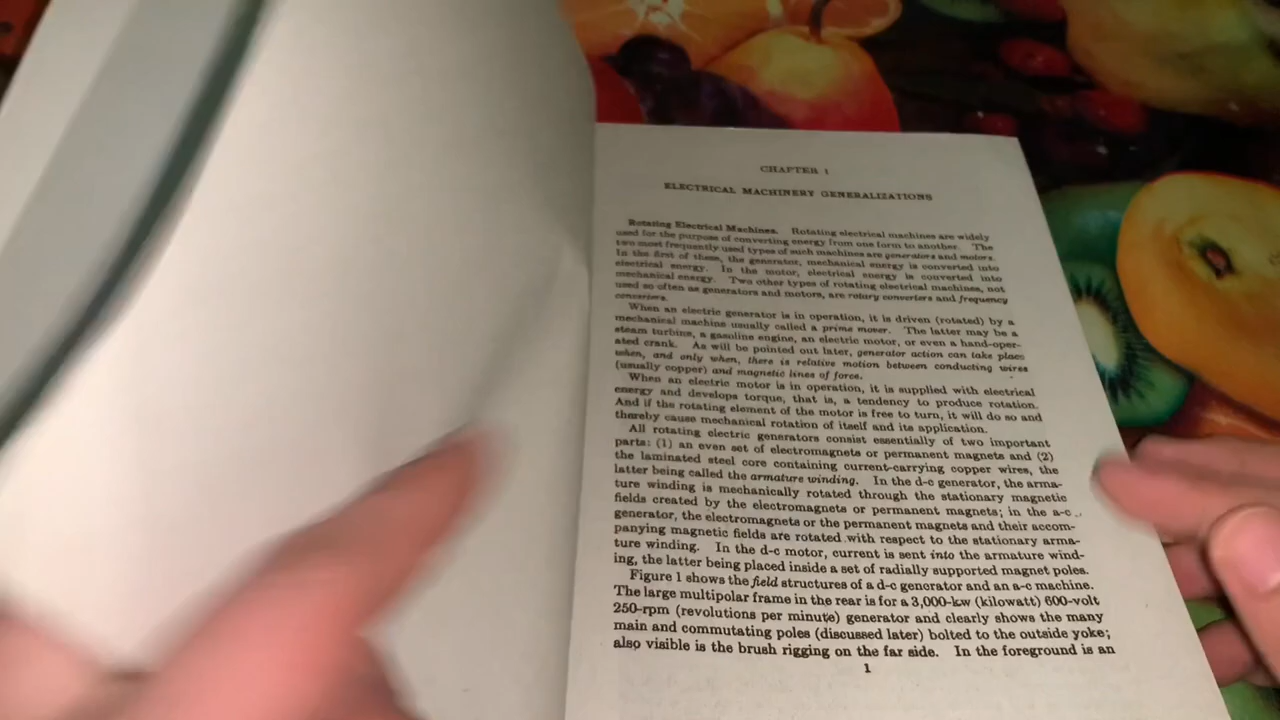 CHAPTER 1
ELECTRICAL MACHINERY GENERALIZATIONS
Rotating Electrical Machines. Rotating electrical machines are widely
used for the purpose of converting energy from one form to another. The
two most frequently used types of such machines are generators and motors.
In the first of these, the generator, mechanical energy is converted into
electrical energy. In the motor, electrical energy is converted into
mechanical energy. Two other types of rotating electrical machines, not
used so often as generators and motors, are rotary converters and frequency
converters.
When an electric generator is in operation, it is driven (rotated) by a
mechanical machine usually called a prime mover. The latter may be a
steam turbine, a gasoline engine, an electric motor, or even a hand-oper-
ated crank. As will be pointed out later, generator action can take place
when, and only when, there is relative motion between conducting wires
(usually copper) and magnetic lines of force.
When an electric motor is in operation, it is supplied with electrical
energy and develops torque, that is, a tendency to produce rotation.
And if the rotating element of the motor is free to turn, it will do so and
thereby cause mechanical rotation of itself and its application.
All rotating electric generators consist essentially of two important
parts: (1) an even set of electromagnets or permanent magnets and (2)
the laminated steel core containing current-carrying copper wires, the
latter being called the armature winding. In the d-c generator, the arma-
ture winding is mechanically rotated through the stationary magnetic
fields created by the electromagnets or permanent magnets; in the a-c
generator, the electromagnets or the permanent magnets and their accom-
panying magnetic fields are rotated with respect to the stationary arma-
ture winding. In the d-c motor, current is sent into the armature wind-
ing, the latter being placed inside a set of radially supported magnet poles.
Figure 1 shows the field structures of a d-c generator and an a-c machine.
The large multipolar frame in the rear is for a 3,000-kw (kilowatt) 600-volt
250-rpm (revolutions per minute) generator and clearly shows the many
main and commutating poles (discussed later) bolted to the outside yoke;
also visible is the brush rigging on the far side. In the foreground is an
1